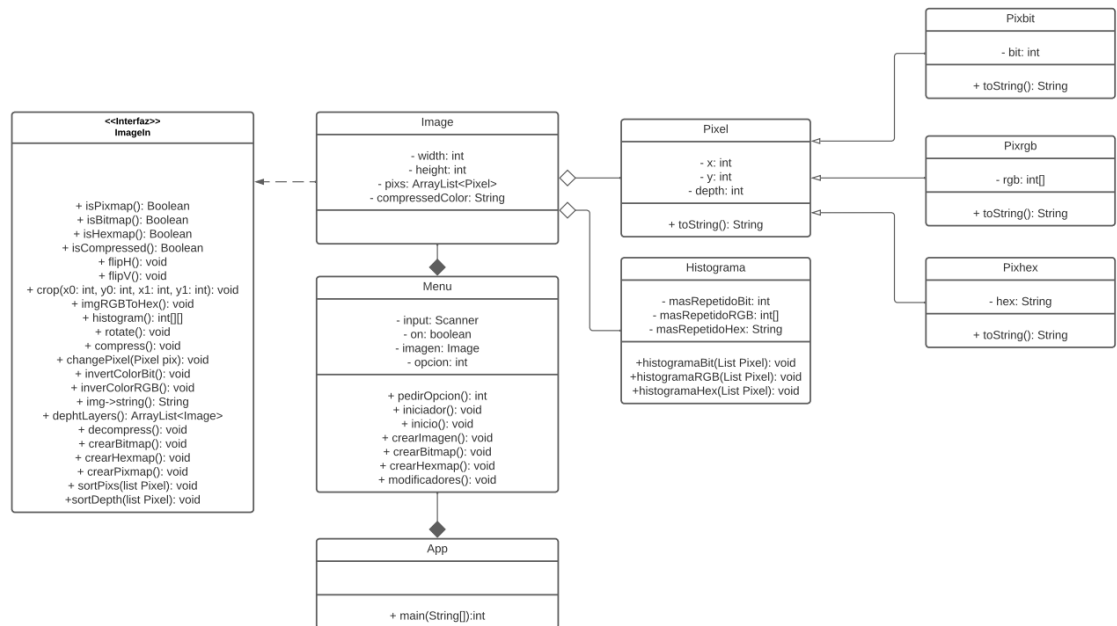 <<Interfaz>>
ImageIn
+ isPixmap(): Boolean
+ isBitmap(): Boolean
+ isHexmap(): Boolean
+ isCompressed(): Boolean
+ flipH(): void
+ flipV(): void
+ crop(x0: int, y0: int, x1: int, y1: int): void
+ imgRGBToHex(): void
+ histogram(): int[][]
+ rotate(): void
+ compress(): void
+ changePixel(Pixel pix): void
+ invertColorBit(): void
+ inverColorRGB(): void
+ img->string(): String
+ dephtLayers(): ArrayList<Image>
+ decompress(): void
+ crearBitmap(): void
+ crearHexmap(): void
+ crearPixmap(): void
+ sortPixs(list Pixel): void
+sortDepth(list Pixel): void
Image
- width: int
- height: int
- pixs: ArrayList<Pixel>
- compressedColor: String
Menu
- input: Scanner
- on: boolean
- imagen: Image
- opcion: int
+ pedirOpcion(): int
+ iniciador(): void
+ inicio(): void
+ crearImagen(): void
+ crearBitmap(): void
+ crearHexmap(): void
+ modificadores(): void
App
+ main(String[]):int
Pixel
- x: int
- y: int
- depth: int
+ toString(): String
Histograma
- masRepetidoBit: int
- masRepetidoRGB: int[]
- masRepetidoHex: String
+histogramaBit(List Pixel): void
+histogramaRGB(List Pixel): void
+histogramaHex(List Pixel): void
Pixbit
- bit: int
+ toString(): String
Pixrgb
- rgb: int[]
+ toString(): String
Pixhex
- hex: String
+ toString(): String